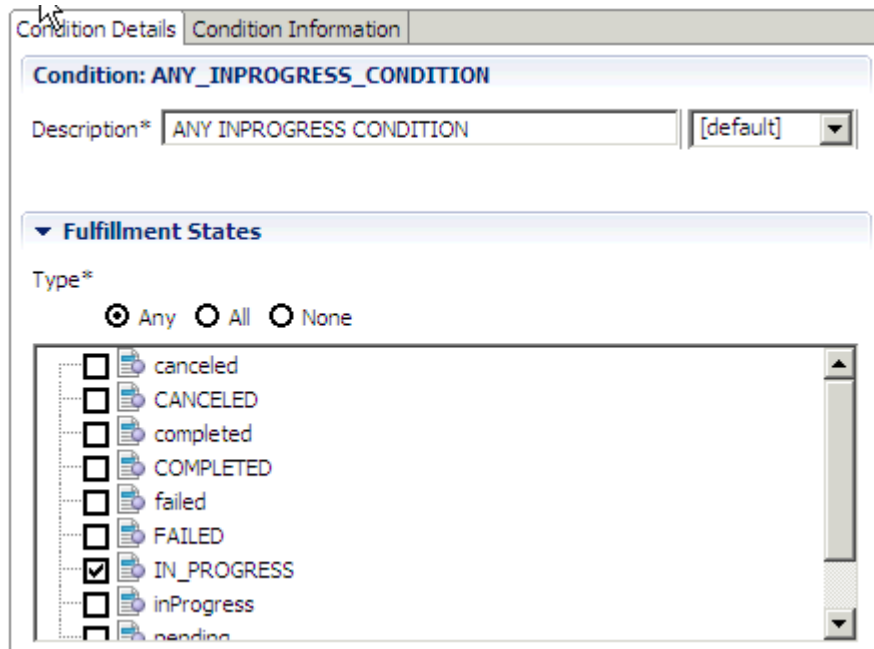 Condition Details Condition Information
Condition: ANY_INPROGRESS_CONDITION
Description* ANY INPROGRESS CONDITION [default]
Fulfillment States
Type*
Any All None
canceled
CANCELED
completed
COMPLETED
failed
FAILED
IN_PROGRESS
inProgress
pending